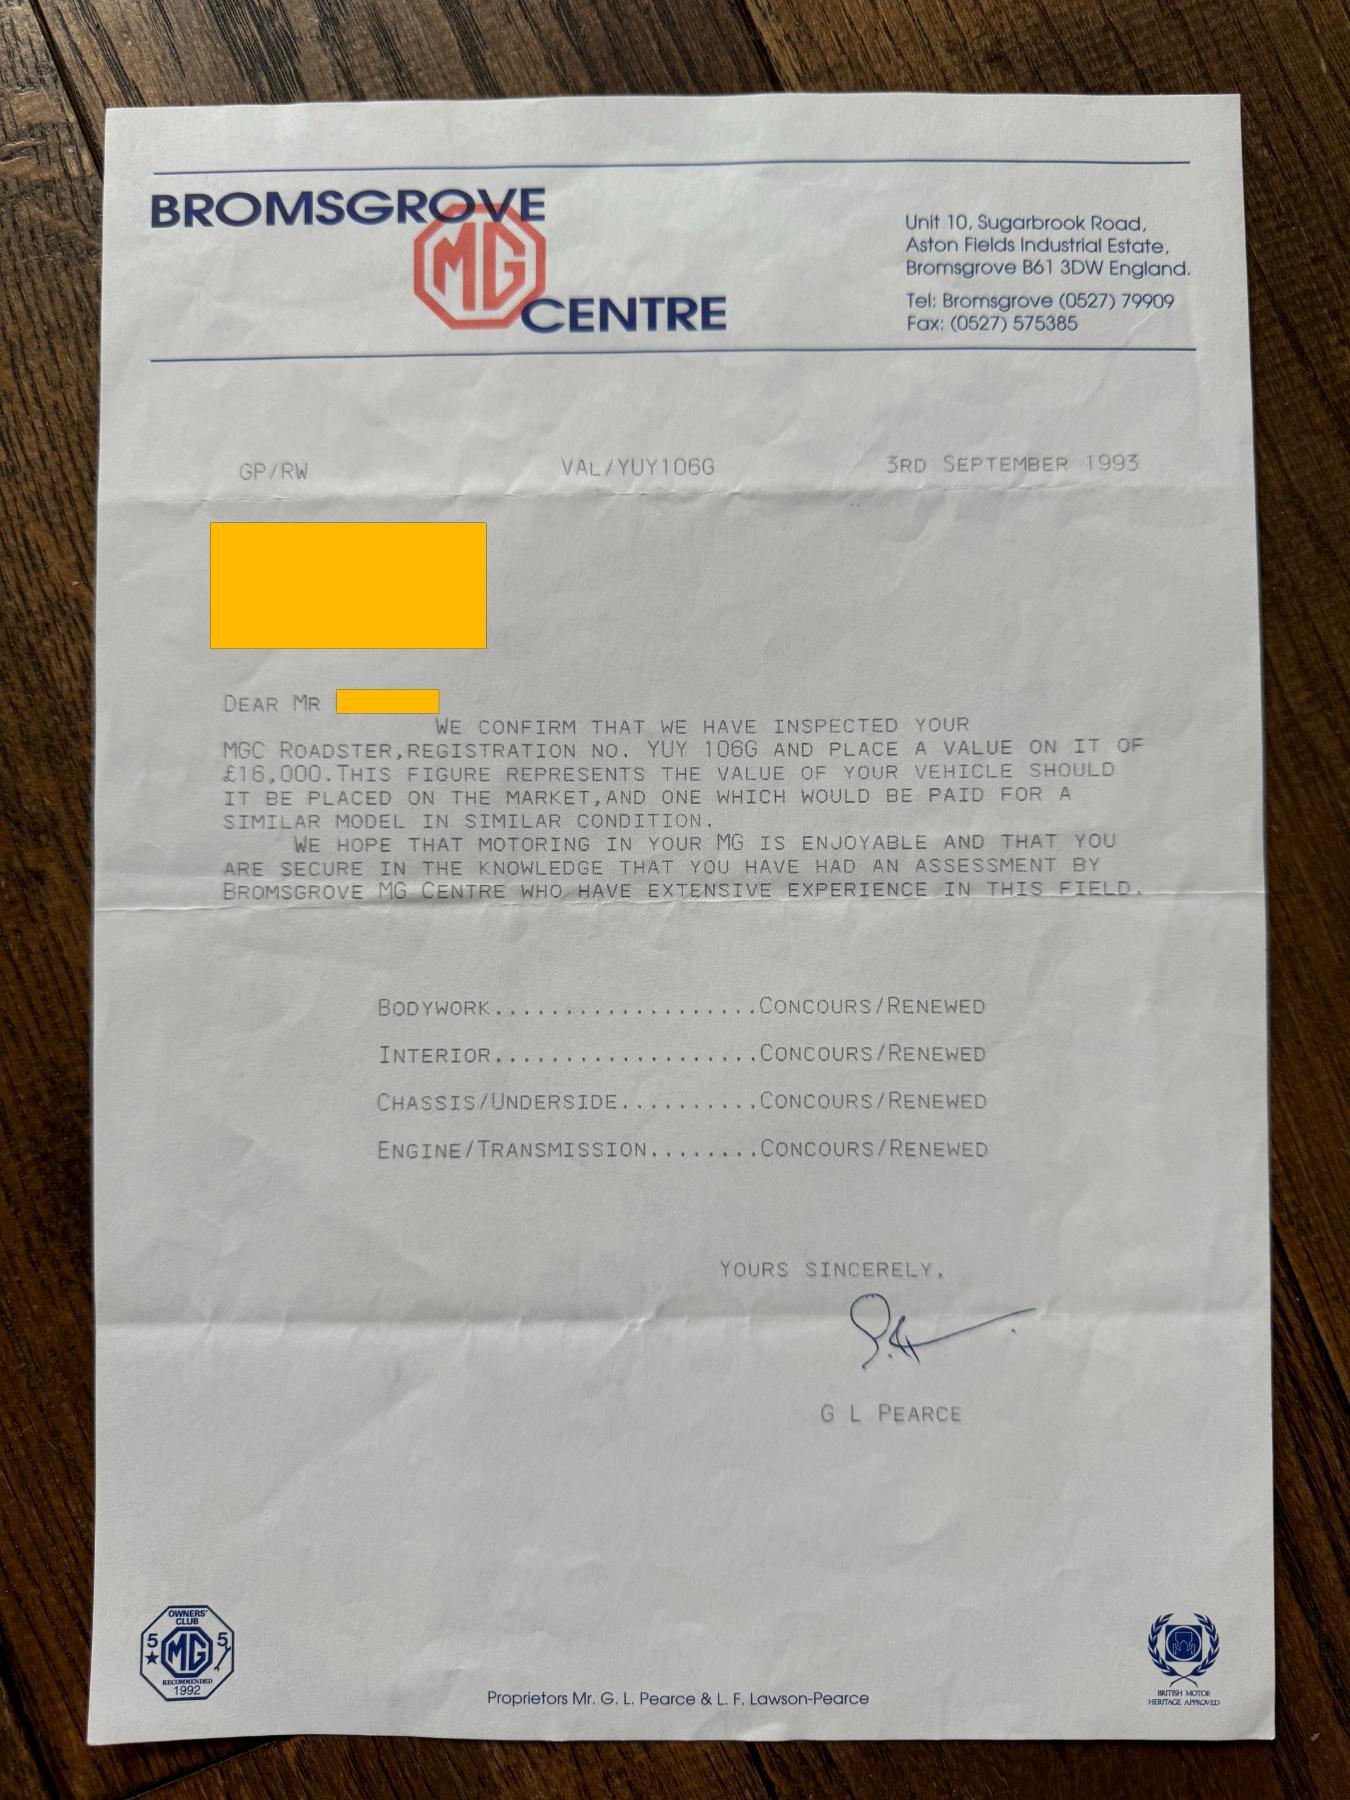 BROMSGROVE
MG
CENTRE
Unit 10, Sugarbrook Road,
Aston Fields Industrial Estate,
Bromsgrove B61 3DW England.
Tel: Bromsgrove (0527) 79909
Fax: (0527) 575385
GP/RW VAL/YUY106G 3RD SEPTEMBER 1993
DEAR MR
WE CONFIRM THAT WE HAVE INSPECTED YOUR
MGC ROADSTER,REGISTRATION NO. YUY 106G AND PLACE A VALUE ON IT OF
£16,000.THIS FIGURE REPRESENTS THE VALUE OF YOUR VEHICLE SHOULD
IT BE PLACED ON THE MARKET,AND ONE WHICH WOULD BE PAID FOR A
SIMILAR MODEL IN SIMILAR CONDITION.
WE HOPE THAT MOTORING IN YOUR MG IS ENJOYABLE AND THAT YOU
ARE SECURE IN THE KNOWLEDGE THAT YOU HAVE HAD AN ASSESSMENT BY
BROMSGROVE MG CENTRE WHO HAVE EXTENSIVE EXPERIENCE IN THIS FIELD.
BODYWORK...................CONCOURS/RENEWED
INTERIOR...................CONCOURS/RENEWED
CHASSIS/UNDERSIDE..........CONCOURS/RENEWED
ENGINE/TRANSMISSION........CONCOURS/RENEWED
YOURS SINCERELY,
G L PEARCE
OWNERS'
CLUB
5 MG 5
RECOMMENDED
1992
BRITISH MOTOR
HERITAGE APPROVED
Proprietors Mr. G. L. Pearce & L. F. Lawson-Pearce